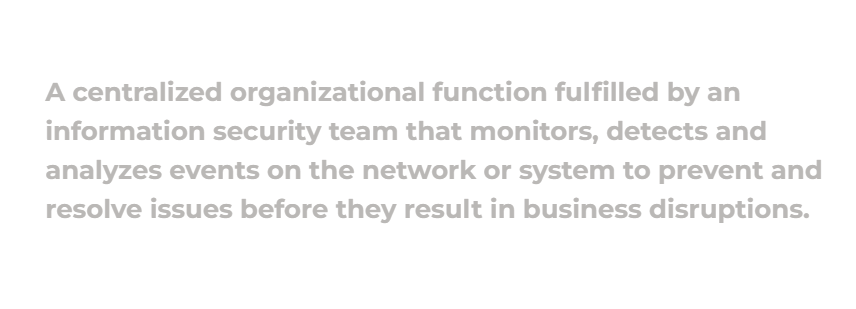 A centralized organizational function fulfilled by an
information security team that monitors, detects and
analyzes events on the network or system to prevent and
resolve issues before they result in business disruptions.